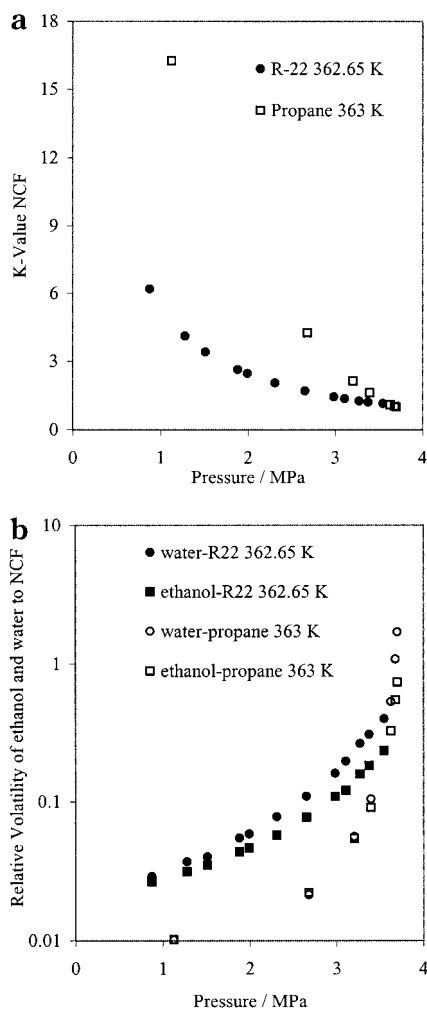 a
18
15
12
9
6
3
0
K-Value NCF
● R-22 362.65 K
□ Propane 363 K
0 1 2 3 4
Pressure / MPa
b
10
1
0.1
0.01
Relative Volatility of ethanol and water to NCF
● water-R22 362.65 K
■ ethanol-R22 362.65 K
○ water-propane 363 K
□ ethanol-propane 363 K
0 1 2 3 4
Pressure / MPa